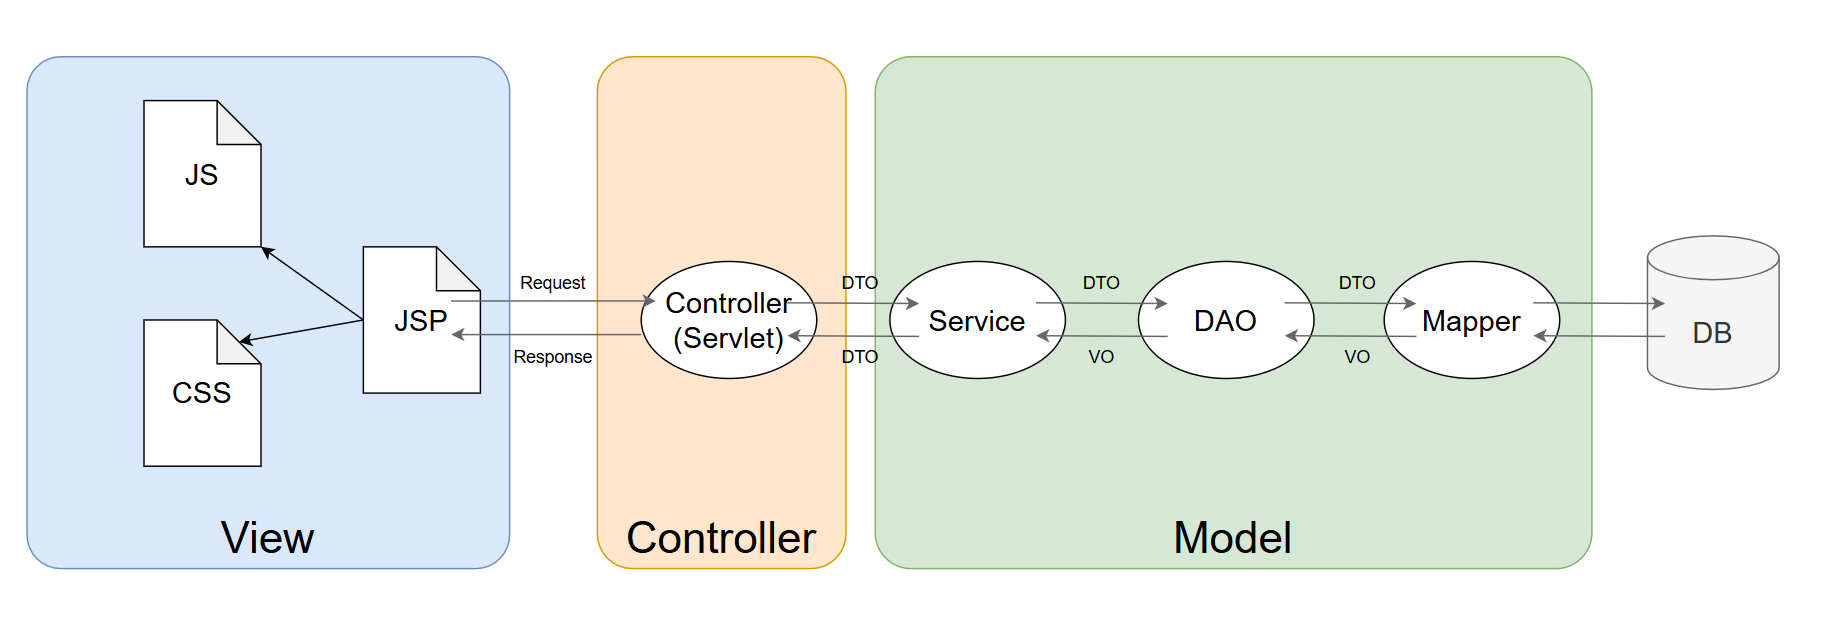 JS
CSS
JSP
View
Request
Response
Controller
(Servlet)
Controller
DTO
DTO
Service
DTO
VO
DAO
DTO
VO
Mapper
Model
DB